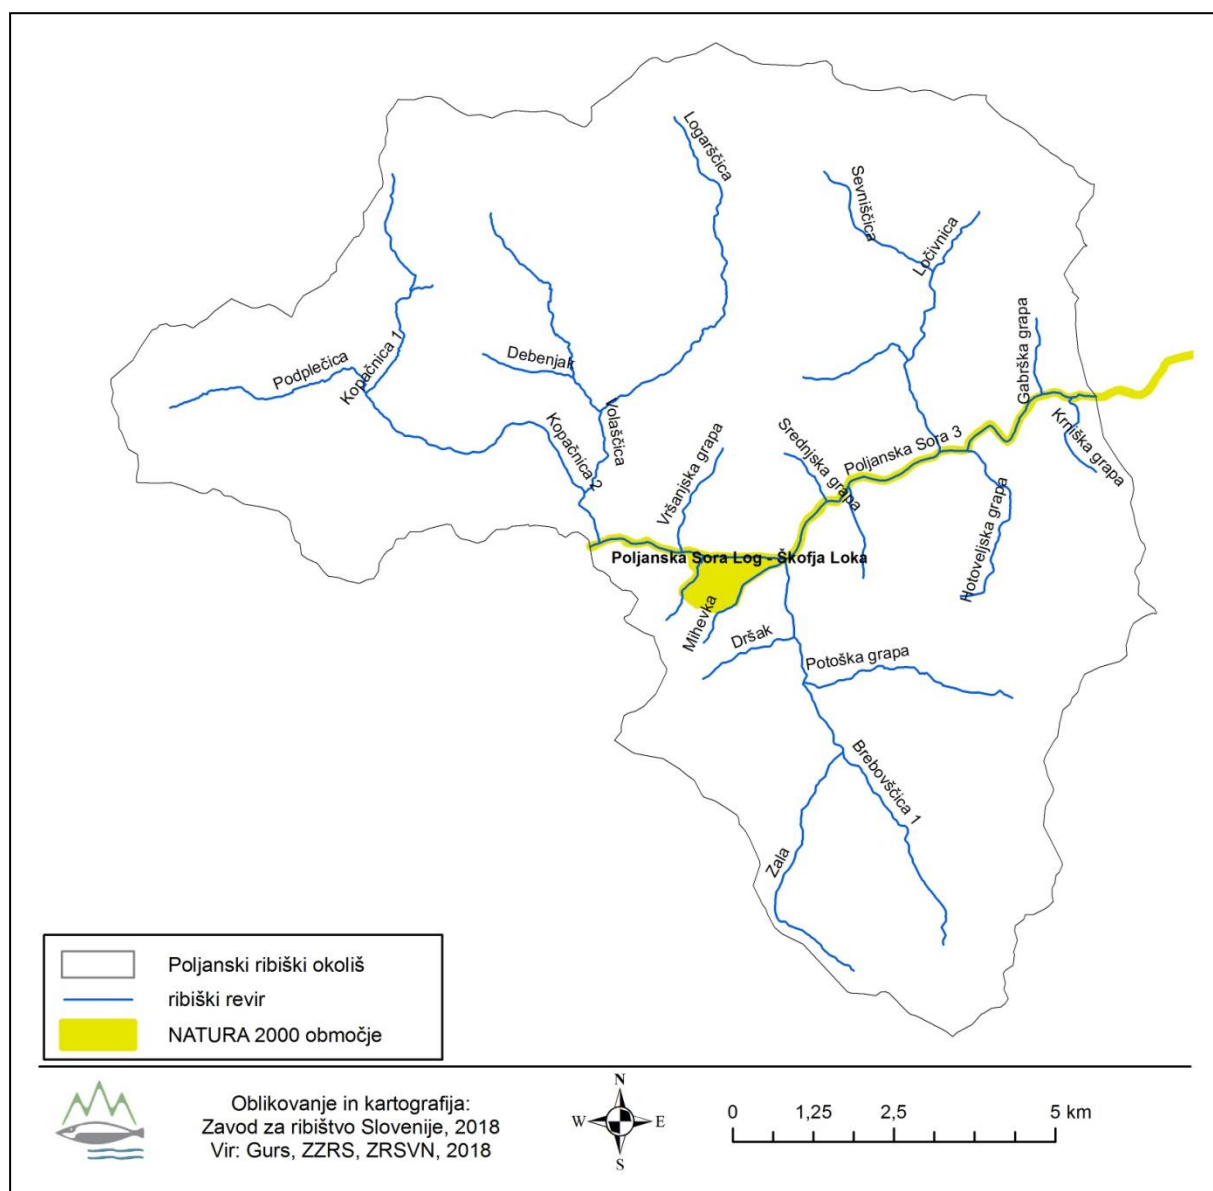 Logarščica
Sevniščica
Ločivnica
Gabrška grapa
Kopačnica 1
Podplečica
Debenjak
Volaščica
Kopačnica 2
Vršanjska grapa
Srednjska grapa
Poljanska Sora 3
Krniška grapa
Hotoveljska grapa
Poljanska Sora Log - Škofja Loka
Mihevka
Dršak
Potoška grapa
Brebovščica 1
Zala
Poljanski ribiški okoliš
ribiški revir
NATURA 2000 območje
Oblikovanje in kartografija:
Zavod za ribištvo Slovenije, 2018
Vir: Gurs, ZZRS, ZRSVN, 2018
N
W E
S
0 1,25 2,5 5 km